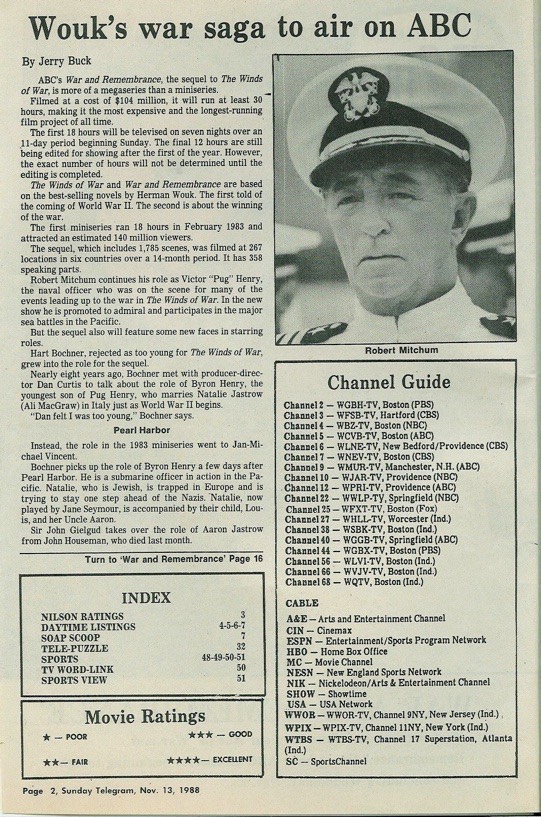 Wouk's war saga to air on ABC
By Jerry Buck
ABC's War and Remembrance, the sequel to The Winds
of War, is more of a megaseries than a miniseries.
Filmed at a cost of $104 million, it will run at least 30
hours, making it the most expensive and the longest-running
film project of all time.
The first 18 hours will be televised on seven nights over an
11-day period beginning Sunday. The final 12 hours are still
being edited for showing after the first of the year. However,
the exact number of hours will not be determined until the
editing is completed.
The Winds of War and War and Remembrance are based
on the best-selling novels by Herman Wouk. The first told of
the coming of World War II. The second is about the winning
of the war.
The first miniseries ran 18 hours in February 1983 and
attracted an estimated 140 million viewers.
The sequel, which includes 1,785 scenes, was filmed at 267
locations in six countries over a 14-month period. It has 358
speaking parts.
Robert Mitchum continues his role as Victor "Pug" Henry,
the naval officer who was on the scene for many of the
events leading up to the war in The Winds of War. In the new
show he is promoted to admiral and participates in the major
sea battles in the Pacific.
But the sequel also will feature some new faces in starring
roles.
Hart Bochner, rejected as too young for The Winds of War,
grew into the role for the sequel.
Nearly eight years ago, Bochner met with producer-direc-
tor Dan Curtis to talk about the role of Byron Henry, the
youngest son of Pug Henry, who marries Natalie Jastrow
(Ali MacGraw) in Italy just as World War II begins.
"Dan felt I was too young," Bochner says.
Pearl Harbor
Instead, the role in the 1983 miniseries went to Jan-Mi-
chael Vincent.
Bochner picks up the role of Byron Henry a few days after
Pearl Harbor. He is a submarine officer in action in the Pa-
cific. Natalie, who is Jewish, is trapped in Europe and is
trying to stay one step ahead of the Nazis. Natalie, now
played by Jane Seymour, is accompanied by their child, Lou-
is, and her Uncle Aaron.
Sir John Gielgud takes over the role of Aaron Jastrow
from John Houseman, who died last month.
Turn to 'War and Remembrance' Page 16
INDEX
NILSON RATINGS 3
DAYTIME LISTINGS 4-5-6-7
SOAP SCOOP 7
TELE-PUZZLE 32
SPORTS 48-49-50-51
TV WORD-LINK 50
SPORTS VIEW 51
Movie Ratings
★ — POOR ★★★ — GOOD
★★ — FAIR ★★★★ — EXCELLENT
Robert Mitchum
Channel Guide
Channel 2 — WGBH-TV, Boston (PBS)
Channel 3 — WFSB-TV, Hartford (CBS)
Channel 4 — WBZ-TV, Boston (NBC)
Channel 5 — WCVB-TV, Boston (ABC)
Channel 6 — WLNE-TV, New Bedford/Providence (CBS)
Channel 7 — WNEV-TV, Boston (CBS)
Channel 9 — WMUR-TV, Manchester, N.H. (ABC)
Channel 10 — WJAR-TV, Providence (NBC)
Channel 12 — WPRI-TV, Providence (ABC)
Channel 22 — WWLP-TY, Springfield (NBC)
Channel 25 — WFXT-TV, Boston (Fox)
Channel 27 — WHLL-TV, Worcester (Ind.)
Channel 38 — WSBK-TV, Boston (Ind.)
Channel 40 — WGGB-TV, Springfield (ABC)
Channel 44 — WGBX-TV, Boston (PBS)
Channel 56 — WLVI-TV, Boston (Ind.)
Channel 66 — WVJV-TV, Boston (Ind.)
Channel 68 — WQTV, Boston (Ind.)
CABLE
A&E — Arts and Entertainment Channel
CIN — Cinemax
ESPN — Entertainment/Sports Program Network
HBO — Home Box Office
MC — Movie Channel
NESN — New England Sports Network
NIK — Nickelodeon/Arts & Entertainment Channel
SHOW — Showtime
USA — USA Network
WWOR — WWOR-TV, Channel 9NY, New Jersey (Ind.)
WPIX — WPIX-TV, Channel 11NY, New York (Ind.)
WTBS — WTBS-TV, Channel 17 Superstation, Atlanta
(Ind.)
SC — SportsChannel
Page 2, Sunday Telegram, Nov. 13, 1988